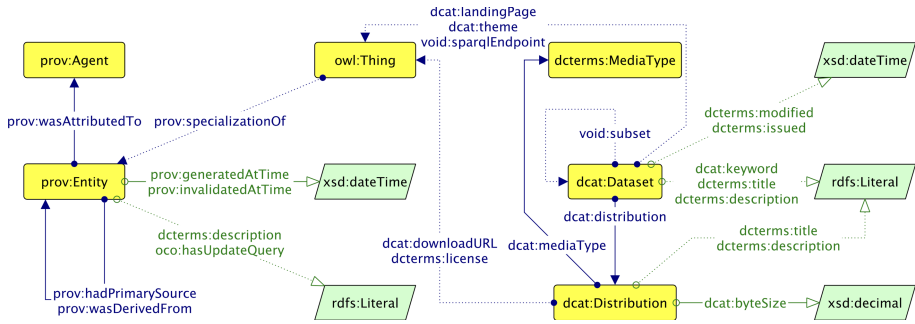 dcat:landingPage
dcat:theme
void:sparqlEndpoint
prov:Agent
owl:Thing
dcterms:MediaType
xsd:dateTime
dcterms:modified
dcterms:issued
prov:wasAttributedTo
prov:specializationOf
void:subset
prov:Entity
prov:generatedAtTime
prov:invalidatedAtTime
xsd:dateTime
dcat:Dataset
dcat:keyword
dcterms:title
dcterms:description
rdfs:Literal
dcat:distribution
dcterms:description
oco:hasUpdateQuery
dcat:downloadURL
dcterms:license
dcat:mediaType
dcterms:title
dcterms:description
prov:hadPrimarySource
prov:wasDerivedFrom
rdfs:Literal
dcat:Distribution
dcat:byteSize
xsd:decimal